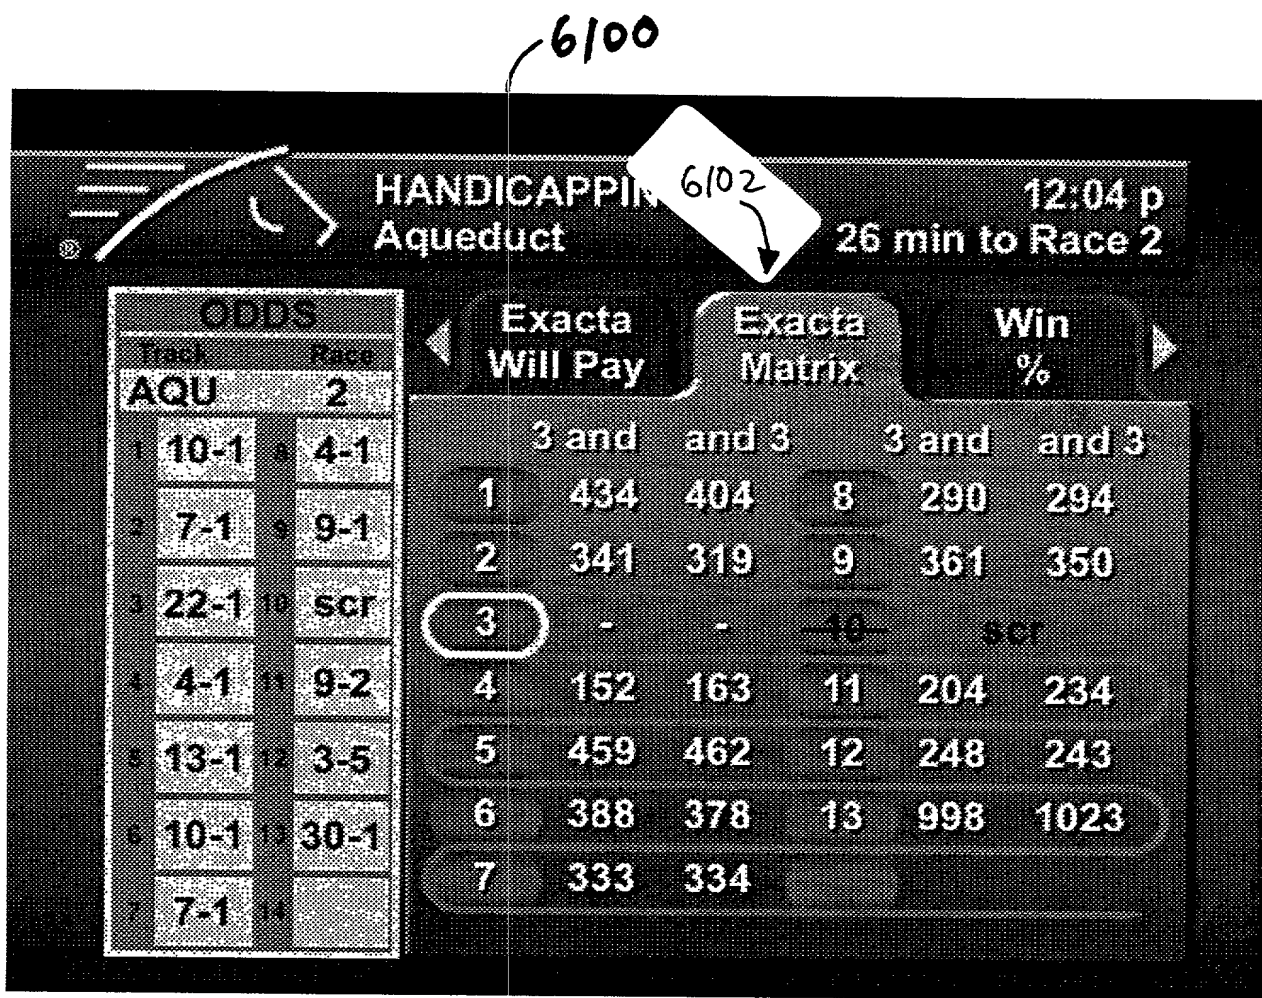 6100
HANDICAPPIN
6102
12:04 p
Aqueduct
26 min to Race 2
®
ODDS
Track Race
AQU 2
1 10-1 8 4-1
2 7-1 9 9-1
3 22-1 10 scr
4 4-1 11 9-2
5 13-1 12 3-5
6 10-1 13 30-1
7 7-1 14
Exacta
Will Pay
Exacta
Matrix
Win
%
3 and and 3 3 and and 3
1 434 404 8 290 294
2 341 319 9 361 350
3 - - 10 scr
4 152 163 11 204 234
5 459 462 12 248 243
6 388 378 13 998 1023
7 333 334